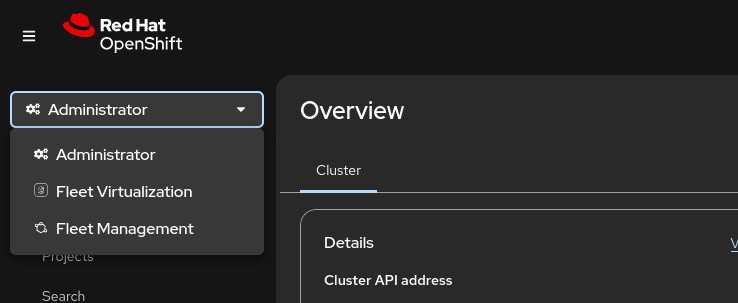 Red Hat
OpenShift
Administrator
Administrator
Fleet Virtualization
Fleet Management
Projects
Search
Overview
Cluster
Details
V
Cluster API address